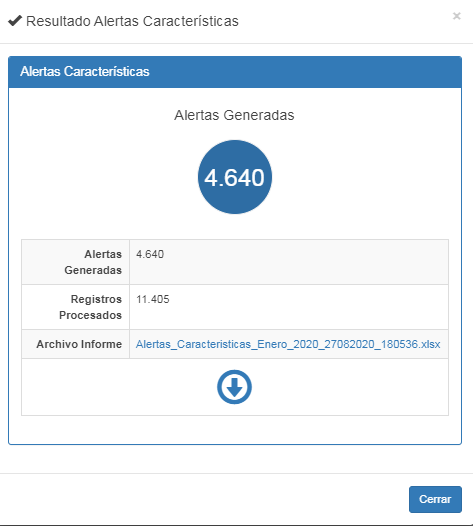 Resultado Alertas Características
×
Alertas Características
Alertas Generadas
4.640
Alertas
Generadas
4.640
Registros
Procesados
11.405
Archivo Informe
Alertas_Caracteristicas_Enero_2020_27082020_180536.xlsx
Cerrar